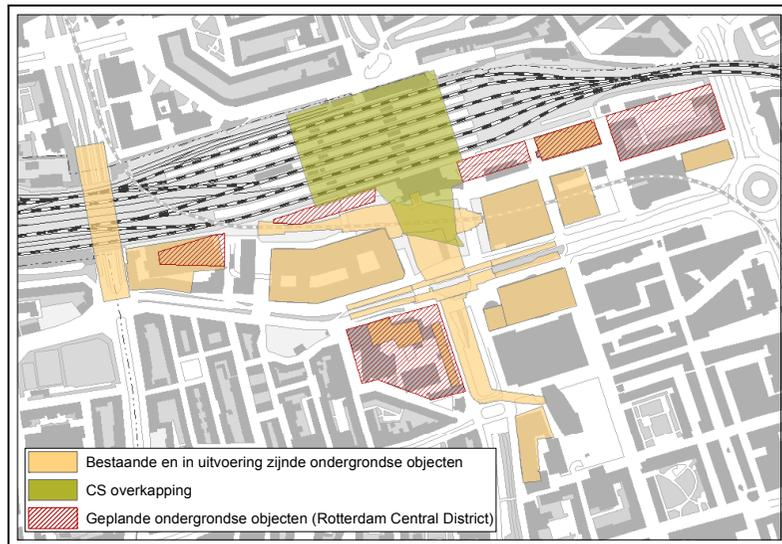 Bestaande en in uitvoering zijnde ondergrondse objecten
CS overkapping
Geplande ondergrondse objecten (Rotterdam Central District)